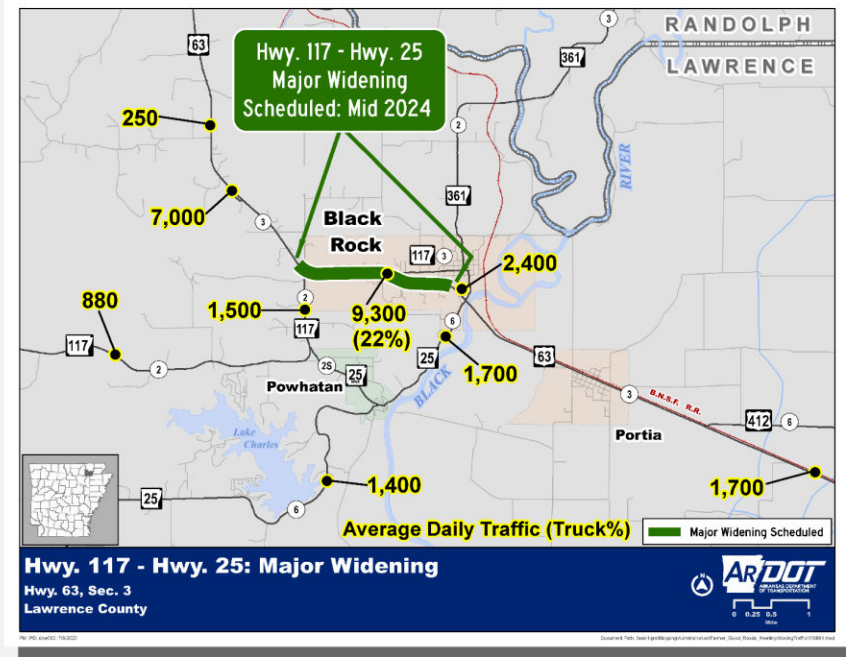 RANDOLPH
LAWRENCE
63
3
361
Hwy. 117 - Hwy. 25
Major Widening
Scheduled: Mid 2024
250
2
RIVER
361
7,000
3
Black
Rock
117
3
2,400
880
2
1,500
9,300
(22%)
6
117
117
2
1,700
25
63
2S
25
Powhatan
BLACK
3
B.N.S.F. R.R.
412
6
Portia
Lake
Charles
1,400
1,700
25
6
Average Daily Traffic (Truck%)
Major Widening Scheduled
Hwy. 117 - Hwy. 25: Major Widening
Hwy. 63, Sec. 3
Lawrence County
N
ARDOT
ARKANSAS DEPARTMENT
OF TRANSPORTATION
0 0.25 0.5 1
Miles